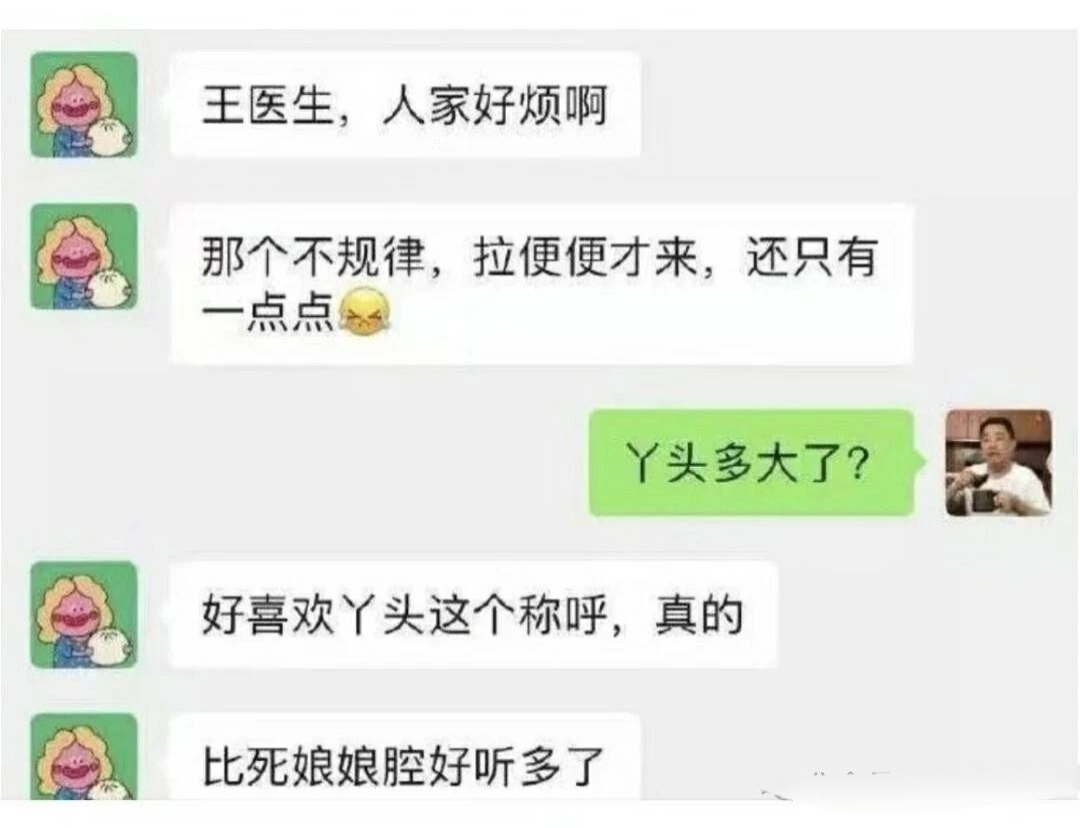 王医生，人家好烦啊
那个不规律，拉便便才来，还只有
一点点
丫头多大了？
好喜欢丫头这个称呼，真的
比死娘娘腔好听多了